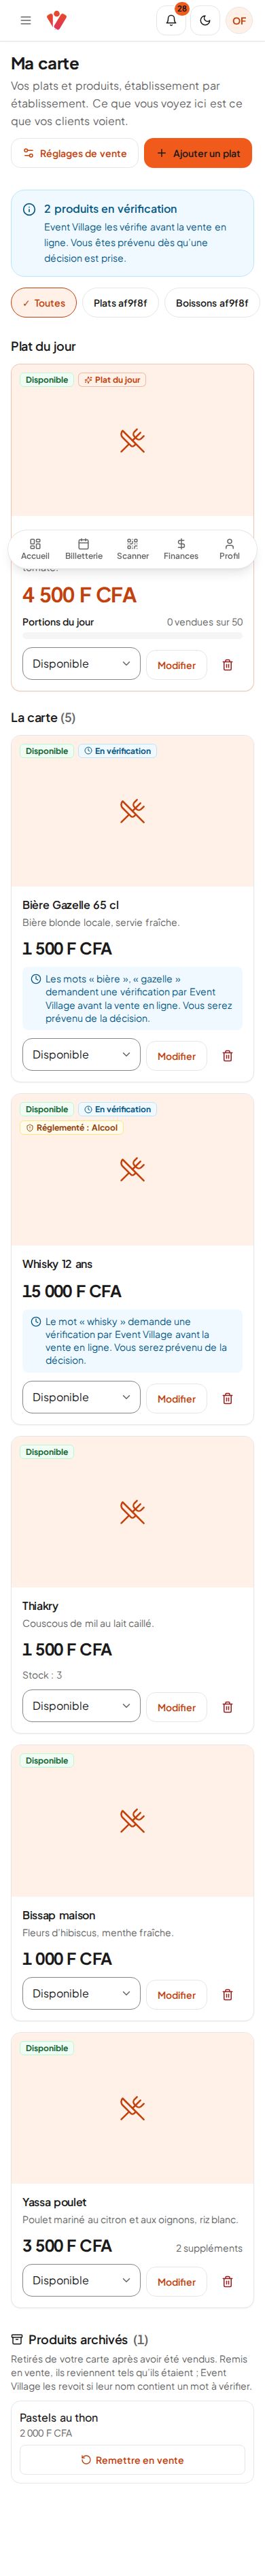 28
OF
Ma carte
Vos plats et produits, établissement par
établissement. Ce que vous voyez ici est ce
que vos clients voient.
Réglages de vente
+ Ajouter un plat
2 produits en vérification
Event Village les vérifie avant la vente en
ligne. Vous êtes prévenu dès qu’une
décision est prise.
✓ Toutes
Plats af9f8f
Boissons af9f8f
Plat du jour
Disponible
Plat du jour
Accueil
Billetterie
Scanner
Finances
Profil
4 500 F CFA
Portions du jour
0 vendues sur 50
Disponible
Modifier
La carte (5)
Disponible
En vérification
Bière Gazelle 65 cl
Bière blonde locale, servie fraîche.
1 500 F CFA
Les mots « bière », « gazelle »
demandent une vérification par Event
Village avant la vente en ligne. Vous serez
prévenu de la décision.
Disponible
Modifier
Disponible
En vérification
Réglementé : Alcool
Whisky 12 ans
15 000 F CFA
Le mot « whisky » demande une
vérification par Event Village avant la
vente en ligne. Vous serez prévenu de la
décision.
Disponible
Modifier
Disponible
Thiakry
Couscous de mil au lait caillé.
1 500 F CFA
Stock : 3
Disponible
Modifier
Disponible
Bissap maison
Fleurs d’hibiscus, menthe fraîche.
1 000 F CFA
Disponible
Modifier
Disponible
Yassa poulet
Poulet mariné au citron et aux oignons, riz blanc.
3 500 F CFA
2 suppléments
Disponible
Modifier
Produits archivés (1)
Retirés de votre carte après avoir été vendus. Remis
en vente, ils reviennent tels qu’ils étaient ; Event
Village les revoit si leur nom contient un mot à vérifier.
Pastels au thon
2 000 F CFA
Remettre en vente